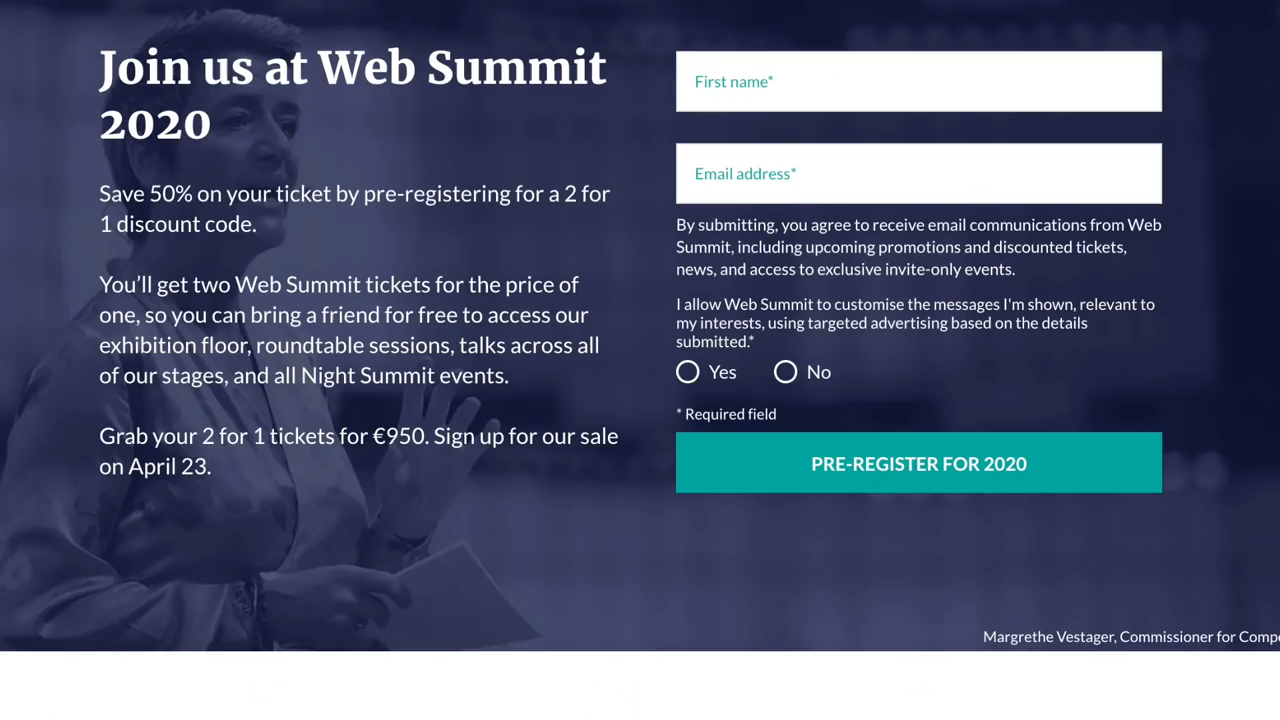 Join us at Web Summit
2020
Save 50% on your ticket by pre-registering for a 2 for
1 discount code.
You’ll get two Web Summit tickets for the price of
one, so you can bring a friend for free to access our
exhibition floor, roundtable sessions, talks across all
of our stages, and all Night Summit events.
Grab your 2 for 1 tickets for €950. Sign up for our sale
on April 23.
First name*
Email address*
By submitting, you agree to receive email communications from Web
Summit, including upcoming promotions and discounted tickets,
news, and access to exclusive invite-only events.
I allow Web Summit to customise the messages I'm shown, relevant to
my interests, using targeted advertising based on the details
submitted.*
Yes No
* Required field
PRE-REGISTER FOR 2020
Margrethe Vestager, Commissioner for